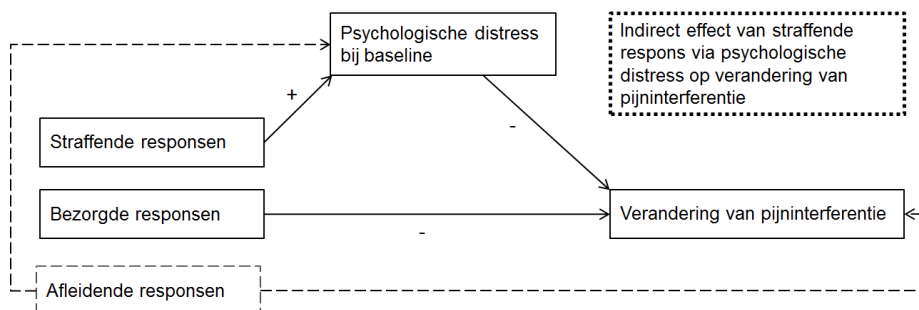 Psychologische distress
bij baseline
Indirect effect van straffende
respons via psychologische
distress op verandering van
pijninterferentie
+
-
Straffende responsen
Bezorgde responsen
Verandering van pijninterferentie
-
Afleidende responsen